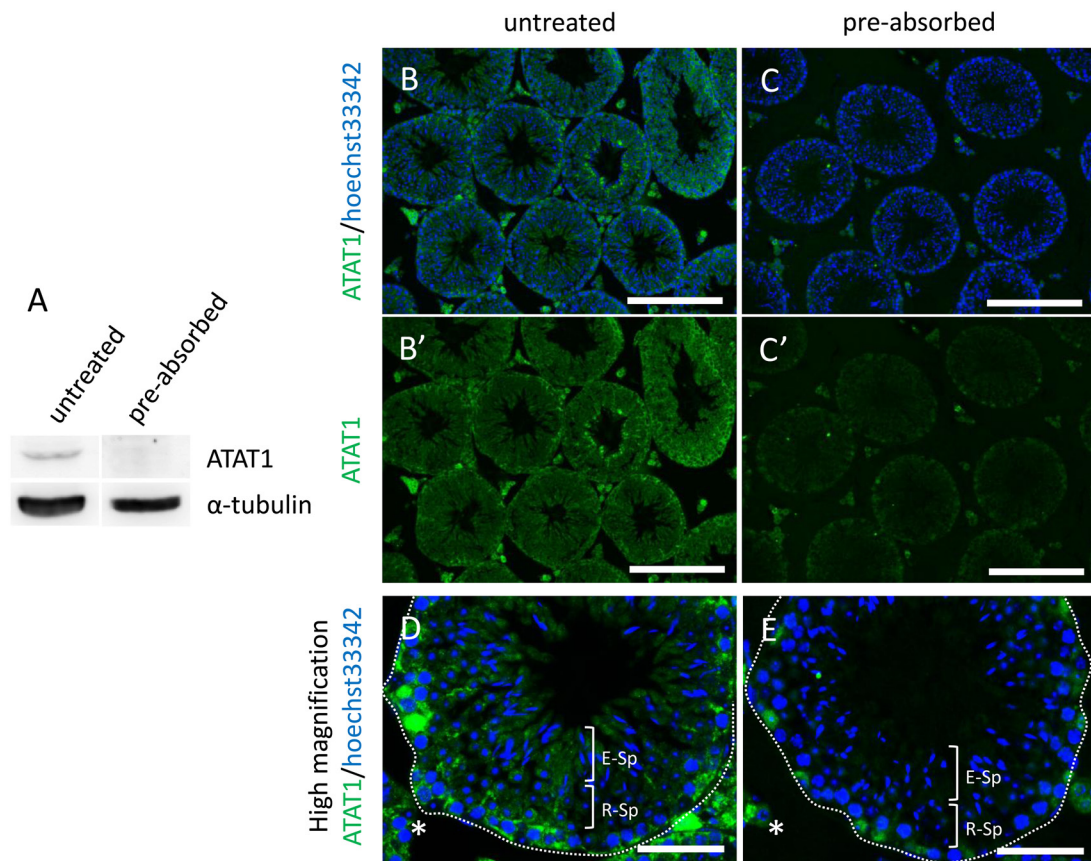 untreated
pre-absorbed
ATAT1/hoechst33342
B
C
A
untreated
pre-absorbed
ATAT1
α-tubulin
ATAT1
B’
C’
High magnification
ATAT1/hoechst33342
D
E-Sp
R-Sp
*
E
E-Sp
R-Sp
*